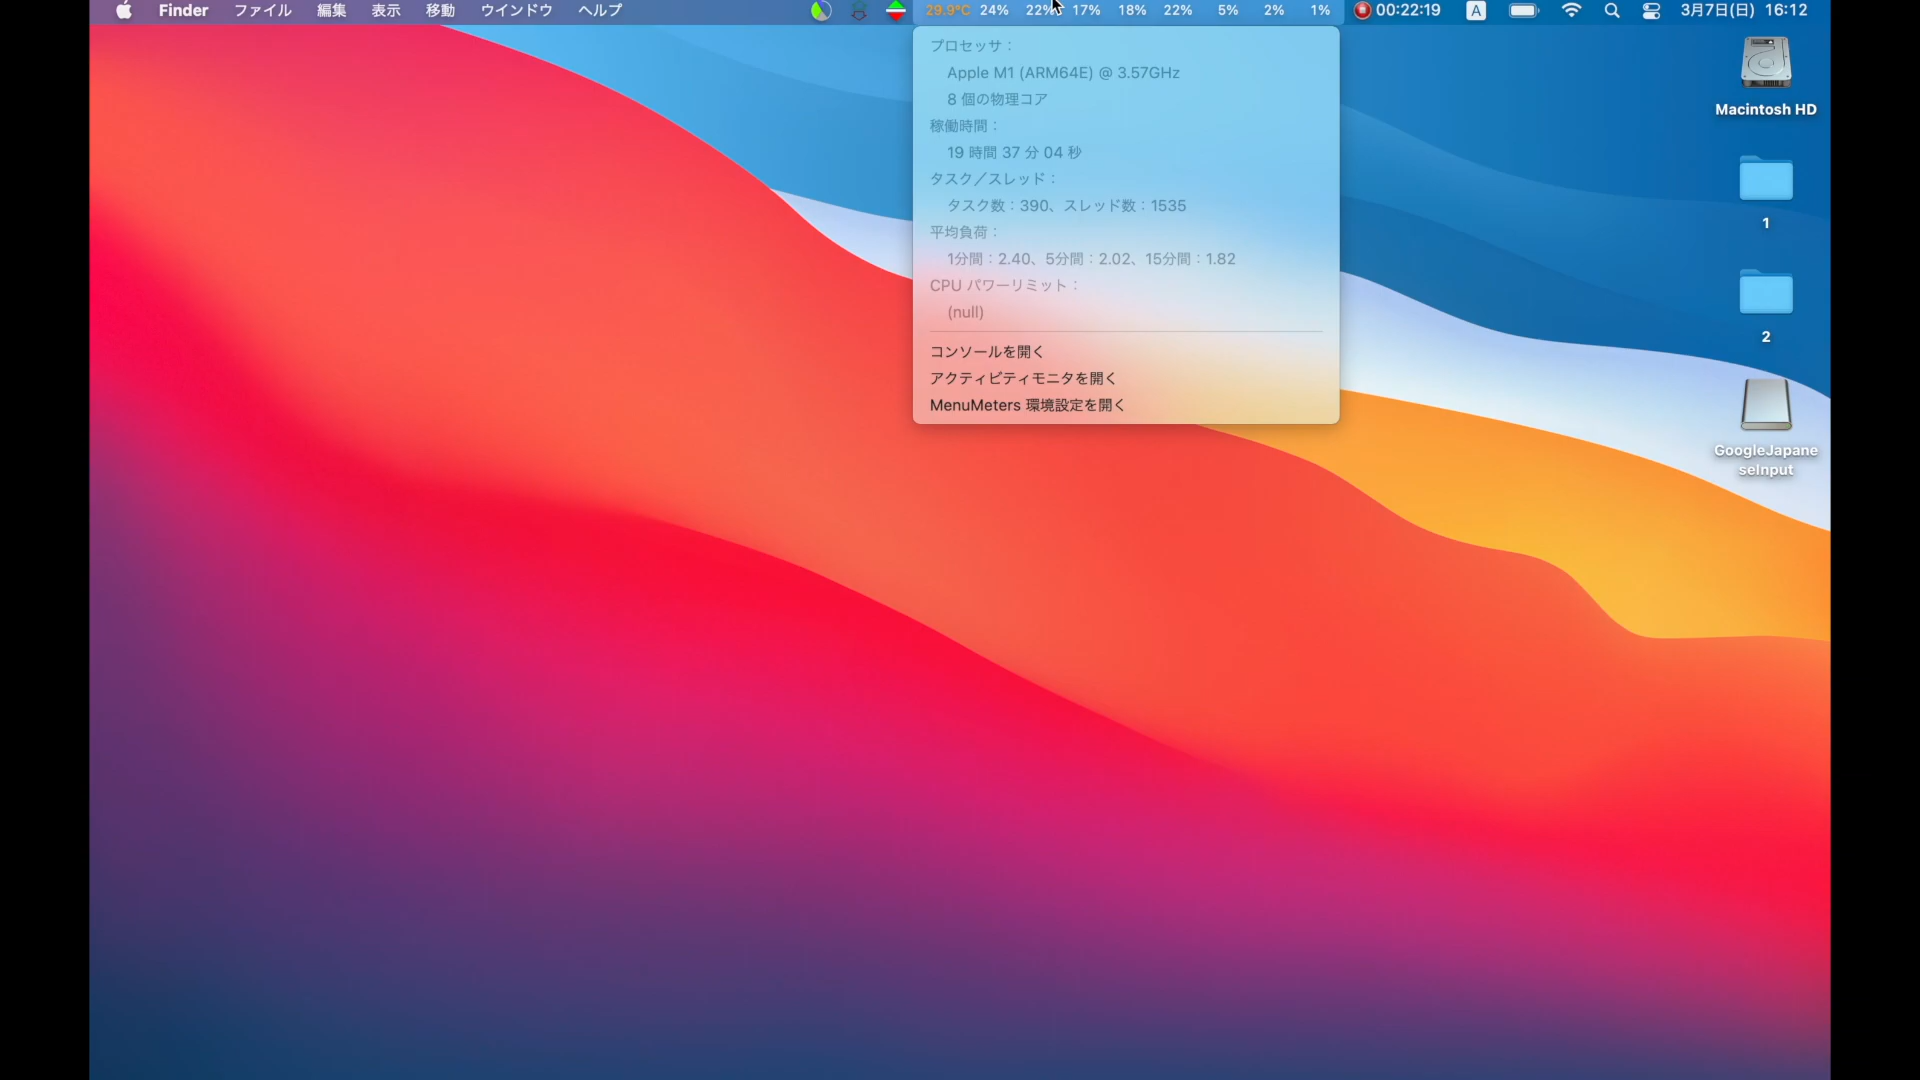 Finder ファイル 編集 表示 移動 ウインドウ ヘルプ 29.9°C 24% 22% 17% 18% 22% 5% 2% 1% 00:22:19 A 3月7日(日) 16:12
プロセッサ：
Apple M1 (ARM64E) @ 3.57GHz
8 個の物理コア
稼働時間：
19 時間 37 分 04 秒
タスク／スレッド：
タスク数：390、スレッド数：1535
平均負荷：
1分間：2.40、5分間：2.02、15分間：1.82
CPU パワーリミット：
(null)
コンソールを開く
アクティビティモニタを開く
MenuMeters 環境設定を開く
Macintosh HD
1
2
GoogleJapane
seInput